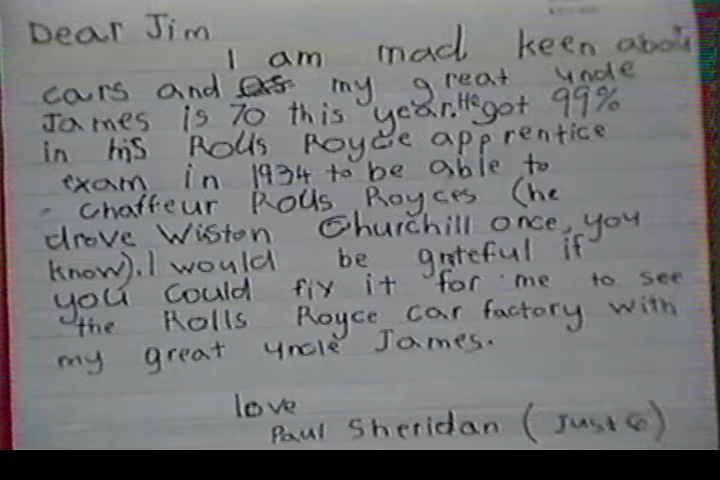 Dear Jim
I am mad keen about
cars and as my great uncle
James is 70 this year. He got 99%
in his Rolls Royce apprentice
exam in 1934 to be able to
chaffeur Rolls Royces (he
drove Wiston Churchill once, you
know). I would be grateful if
you could fix it for me to see
the Rolls Royce car factory with
my great uncle James.
love
Paul Sheridan (Just 6)